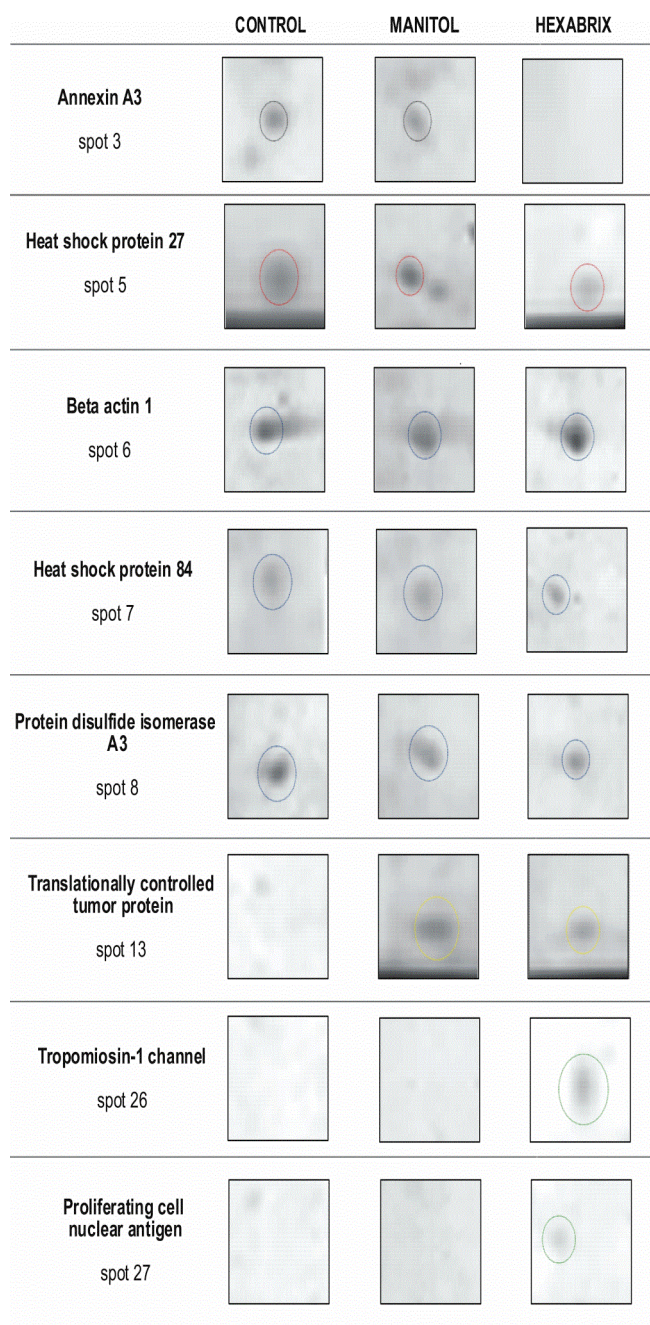 CONTROL MANITOL HEXABRIX
Annexin A3
spot 3
Heat shock protein 27
spot 5
Beta actin 1
spot 6
Heat shock protein 84
spot 7
Protein disulfide isomerase
A3
spot 8
Translationally controlled
tumor protein
spot 13
Tropomiosin-1 channel
spot 26
Proliferating cell
nuclear antigen
spot 27